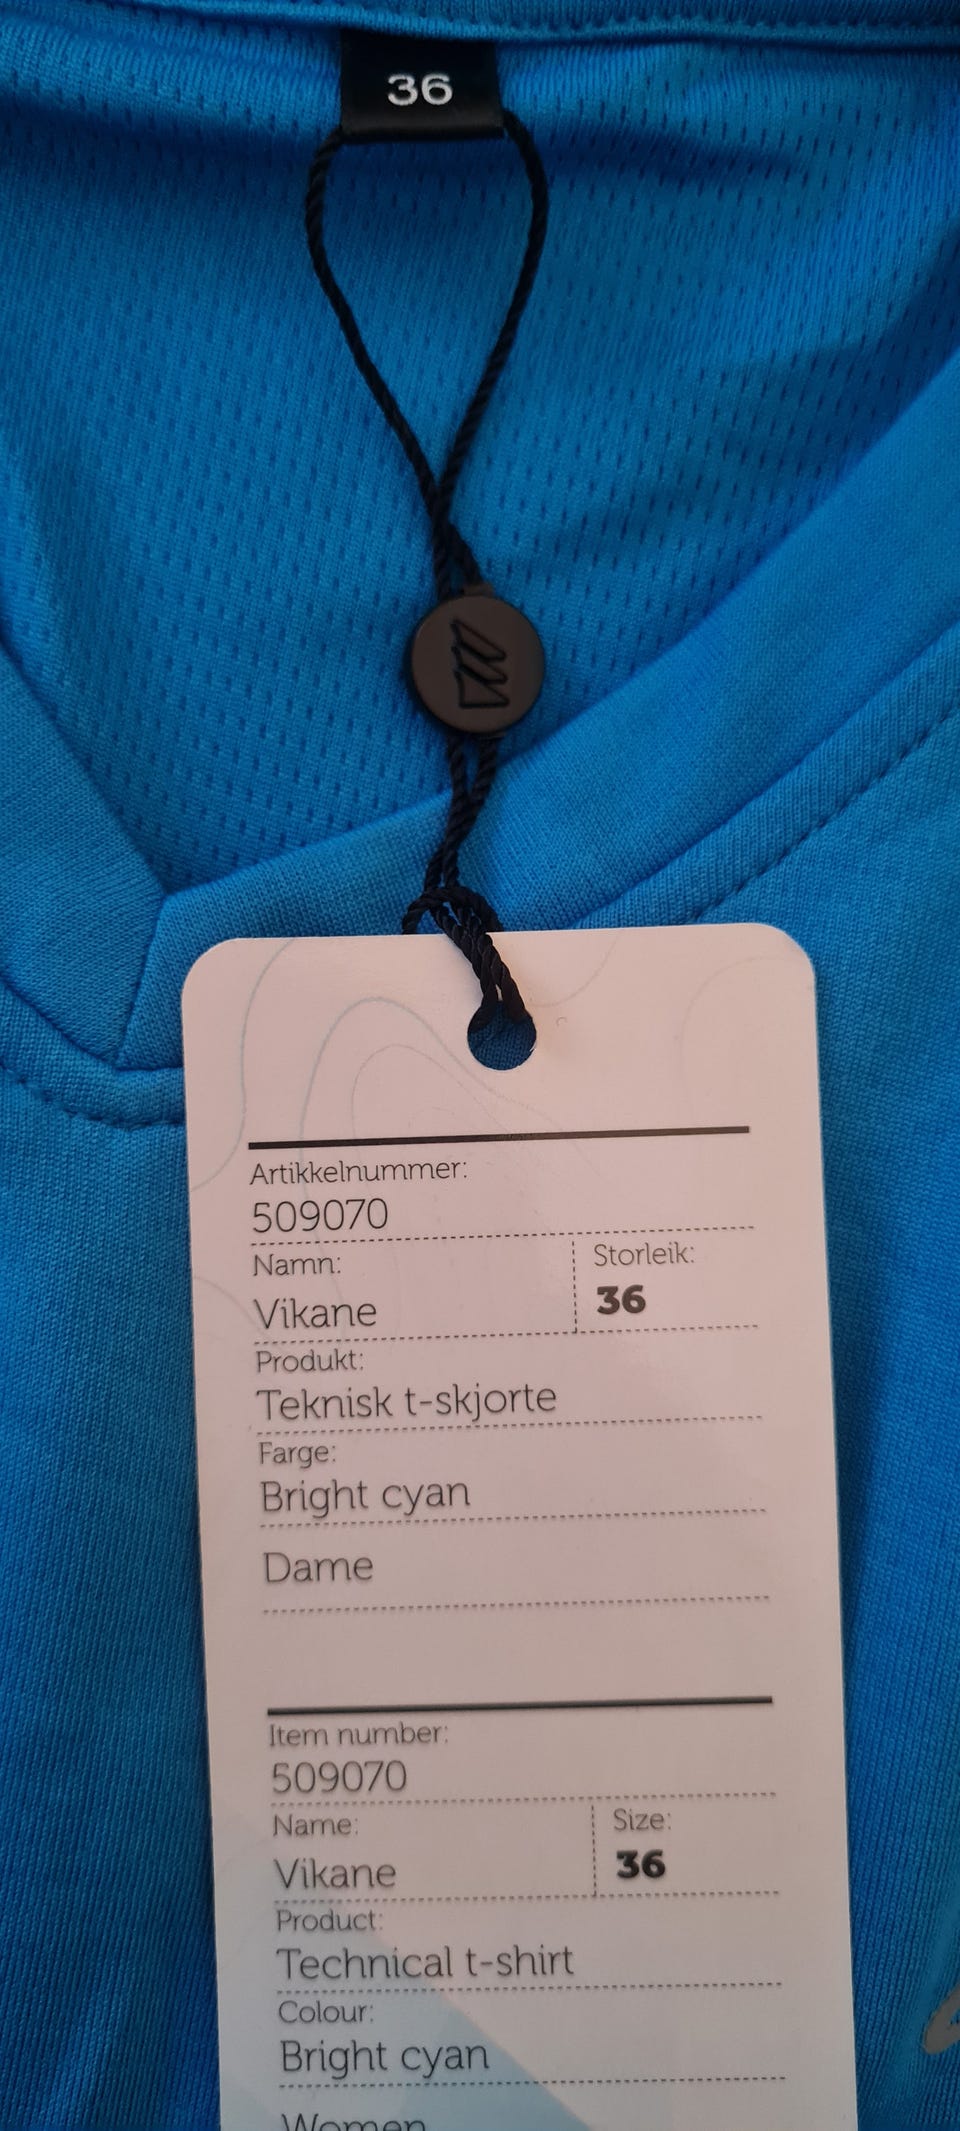 36
Artikkelnummer:
509070
Namn:
Storleik:
Vikane
36
Produkt:
Teknisk t-skjorte
Farge:
Bright cyan
Dame
Item number:
509070
Name:
Size:
Vikane
36
Product:
Technical t-shirt
Colour:
Bright cyan
Women